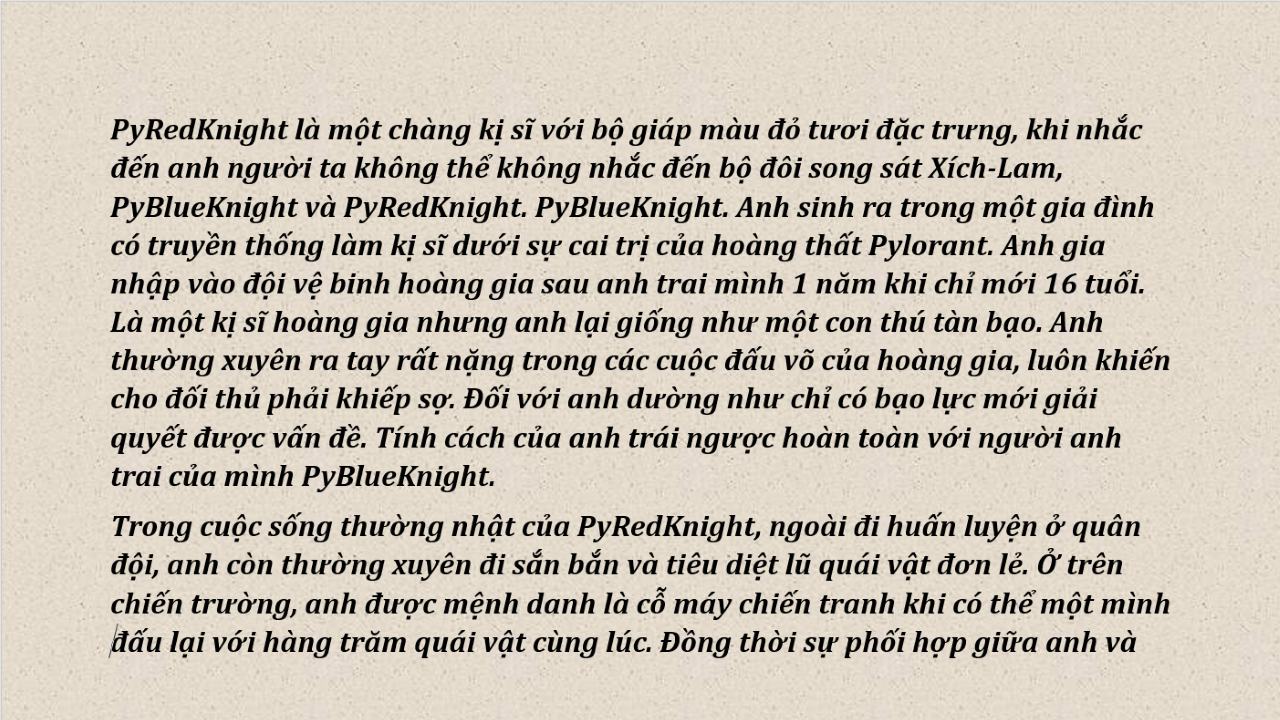 PyRedKnight là một chàng kị sĩ với bộ giáp màu đỏ tươi đặc trưng, khi nhắc
đến anh người ta không thể không nhắc đến bộ đôi song sát Xích-Lam,
PyBlueKnight và PyRedKnight. PyBlueKnight. Anh sinh ra trong một gia đình
có truyền thống làm kị sĩ dưới sự cai trị của hoàng thất Pylorant. Anh gia
nhập vào đội vệ binh hoàng gia sau anh trai mình 1 năm khi chỉ mới 16 tuổi.
Là một kị sĩ hoàng gia nhưng anh lại giống như một con thú tàn bạo. Anh
thường xuyên ra tay rất nặng trong các cuộc đấu võ của hoàng gia, luôn khiến
cho đối thủ phải khiếp sợ. Đối với anh dường như chỉ có bạo lực mới giải
quyết được vấn đề. Tính cách của anh trái ngược hoàn toàn với người anh
trai của mình PyBlueKnight.
Trong cuộc sống thường nhật của PyRedKnight, ngoài đi huấn luyện ở quân
đội, anh còn thường xuyên đi sắn bắn và tiêu diệt lũ quái vật đơn lẻ. Ở trên
chiến trường, anh được mệnh danh là cỗ máy chiến tranh khi có thể một mình
đấu lại với hàng trăm quái vật cùng lúc. Đồng thời sự phối hợp giữa anh và